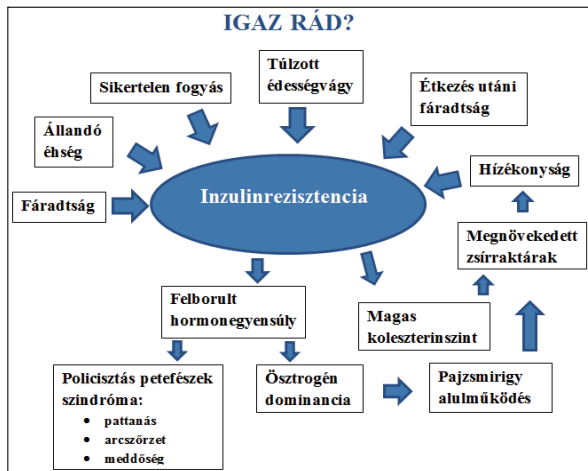 IGAZ RÁD?
Sikertelen fogyás
Túlzott
édességvágy
Étkezés utáni
fáradtság
Állandó
éhség
Hízékonyság
Fáradtság
Inzulinrezisztencia
Megnövekedett
zsírraktárak
Felborult
hormonegyensúly
Magas
koleszterinszint
Policisztás petefészek
szindróma:
• pattanás
• arcszőrzet
• meddőség
Ösztrogén
dominancia
Pajzsmirigy
alulműködés